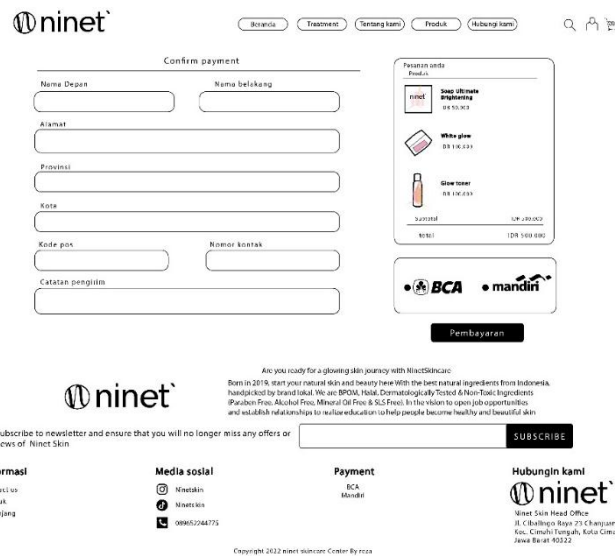 ninet`
Beranda
Treatment
Tentang kami
Produk
Hubungi kami
Confirm payment
Nama Depan
Nama belakang
Alamat
Provinsi
Kota
Kode pos
Nomor kontak
Catatan pengirim
Pesanan anda
Produk
ninet
Soap Ultimate
Brightening
White glow
Glow toner
Subtotal
total
IDR 500.000
BCA
mandiri
Pembayaran
ninet`
Are you ready for a glowing skin journey with NinetSkincare
Born in 2019, start your natural skin and beauty here With the best natural ingredients from Indonesia,
handpicked by brand lokal. We are BPOM, Halal, Dermatologically Tested & Non-Toxic Ingredients
(Paraben Free, Alcohol Free, Mineral Oil Free & SLS Free). In the vision to open job opportunities
and establish relationships to realize education to help people become healthy and beautiful skin
ubscribe to newsletter and ensure that you will no longer miss any offers or
ews of Ninet Skin
SUBSCRIBE
ormasi
act us
uk
njang
Media sosial
Ninetskin
Ninetskin
089652244775
Payment
BCA
Mandiri
Hubungin kami
ninet`
Ninet Skin Head Office
Jl. Cibaligo Raya 23
Kec. Cimahi Tengah, Kota Cima
Jawa Barat 40522
Copyright 2022 ninet skincare Center By reza